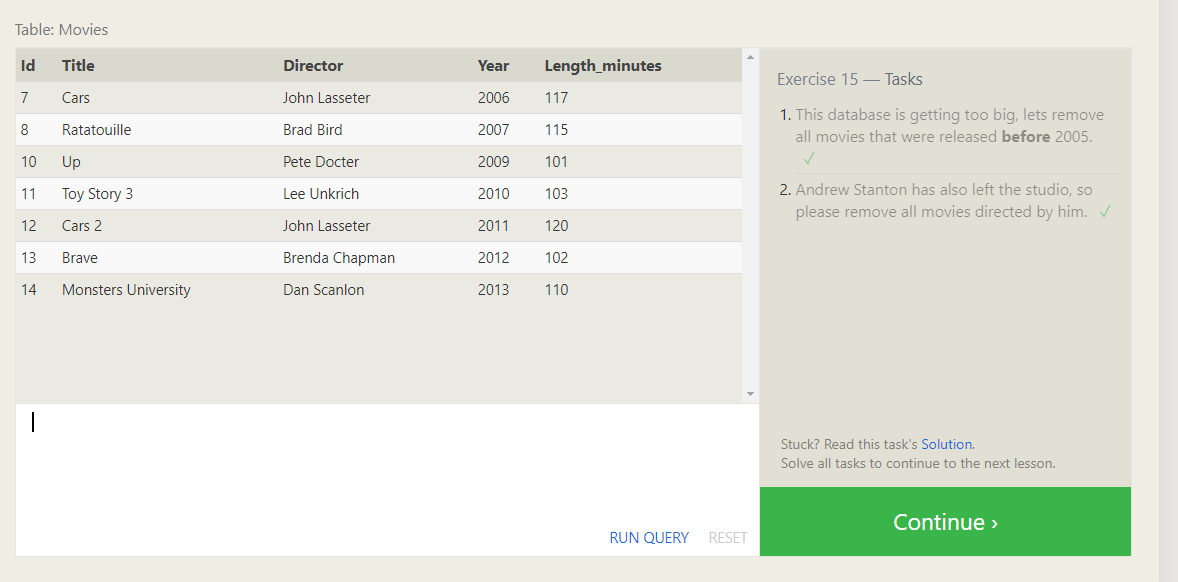 Table: Movies
Id Title Director Year Length_minutes
7 Cars John Lasseter 2006 117
8 Ratatouille Brad Bird 2007 115
10 Up Pete Docter 2009 101
11 Toy Story 3 Lee Unkrich 2010 103
12 Cars 2 John Lasseter 2011 120
13 Brave Brenda Chapman 2012 102
14 Monsters University Dan Scanlon 2013 110
RUN QUERY RESET
Exercise 15 — Tasks
1. This database is getting too big, lets remove
all movies that were released before 2005.
✓
2. Andrew Stanton has also left the studio, so
please remove all movies directed by him. ✓
Stuck? Read this task's Solution.
Solve all tasks to continue to the next lesson.
Continue ›